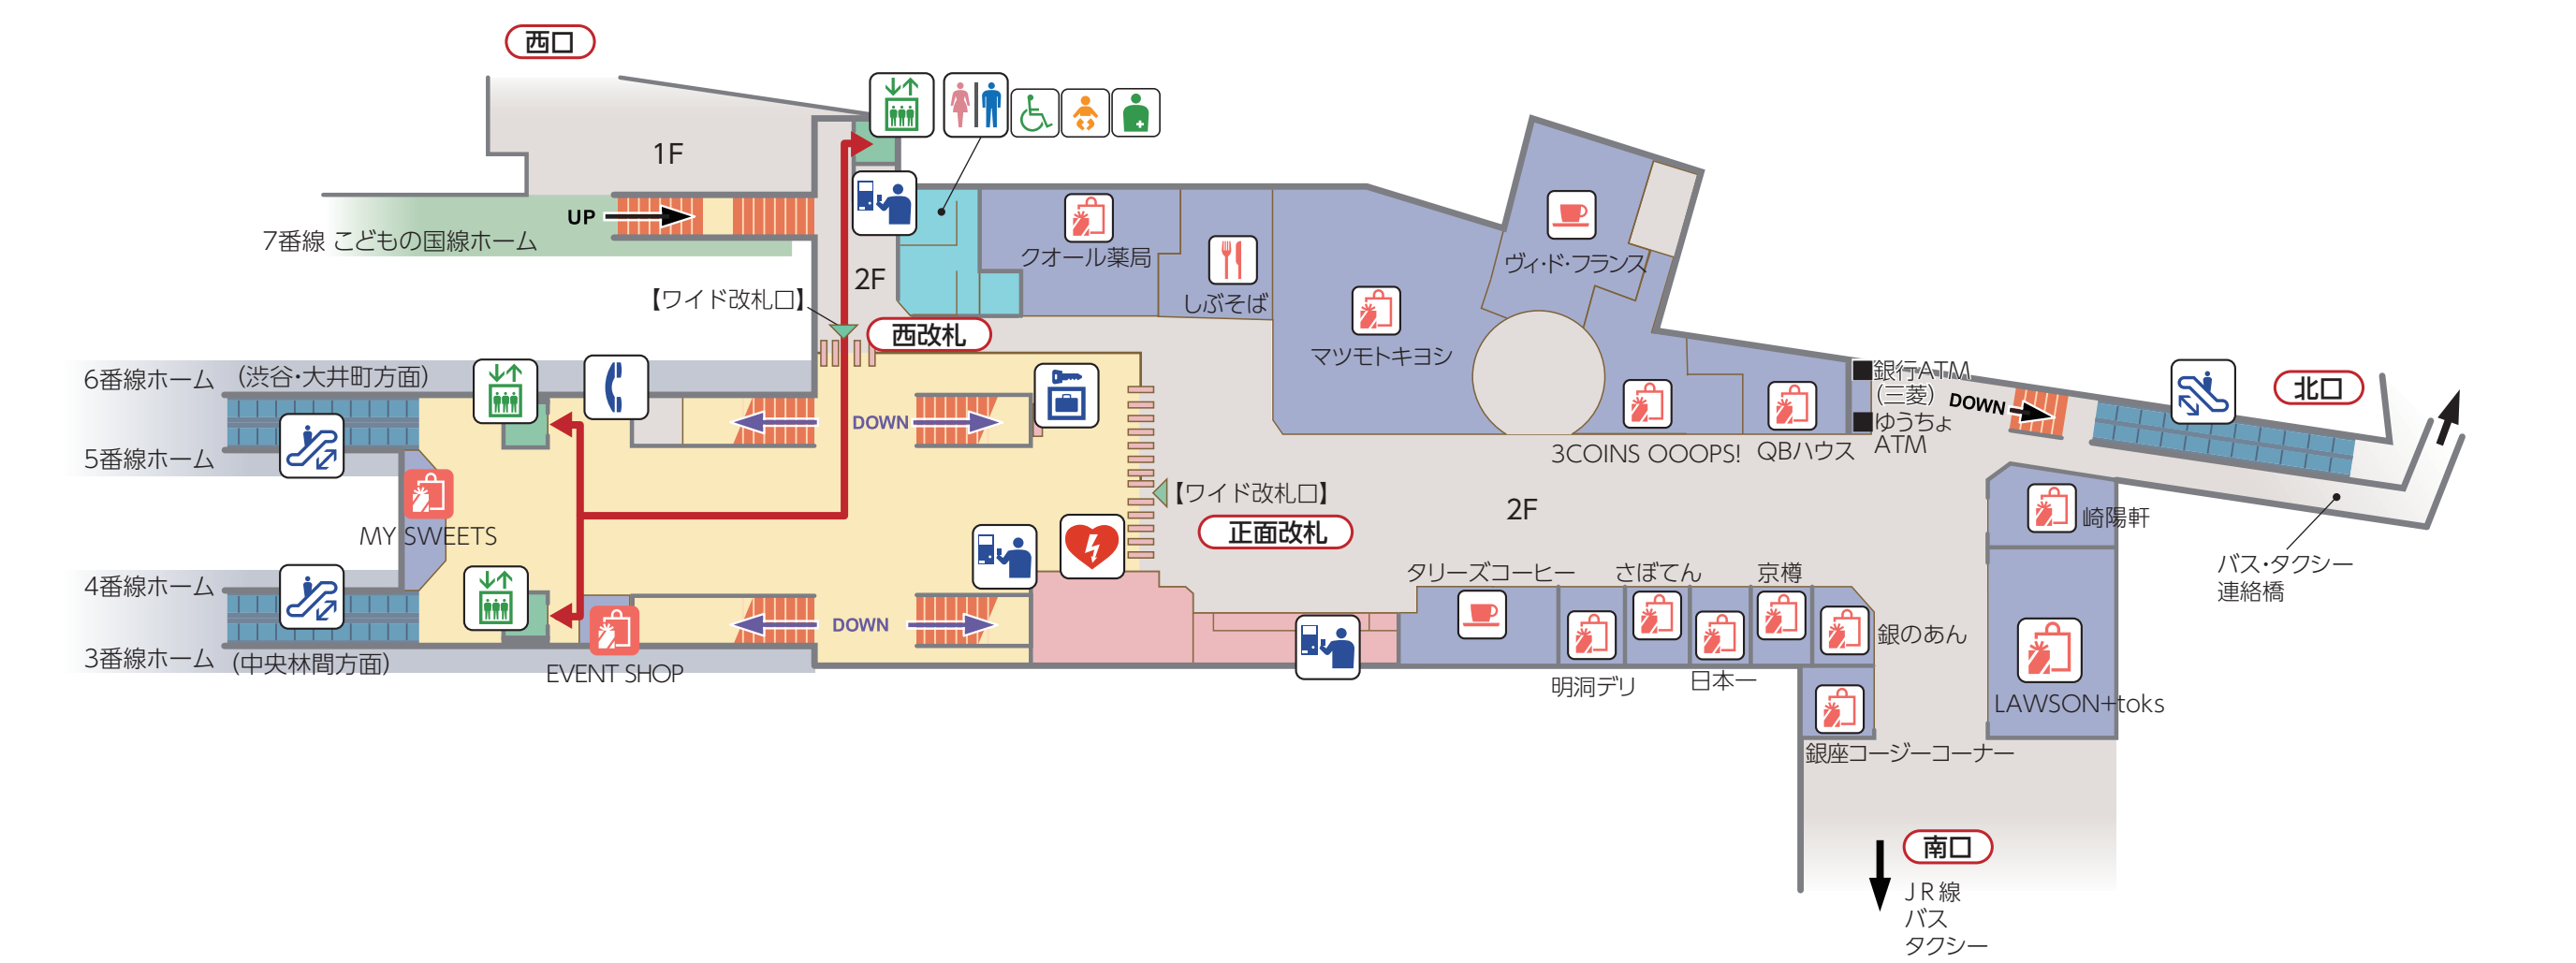 西口
1F
UP
7番線 こどもの国線ホーム
2F
【ワイド改札口】
西改札
クオール薬局
しぶそば
マツモトキヨシ
ヴィ・ド・フランス
3COINS OOOPS!
QBハウス
銀行ATM
(三菱)
ゆうちょ
ATM
DOWN
北口
6番線ホーム
(渋谷・大井町方面)
5番線ホーム
DOWN
MY SWEETS
【ワイド改札口】
正面改札
2F
崎陽軒
バス・タクシー
連絡橋
4番線ホーム
3番線ホーム
(中央林間方面)
EVENT SHOP
DOWN
タリーズコーヒー
さぼてん
京樽
明洞デリ
日本一
銀のあん
LAWSON+toks
銀座コージーコーナー
南口
JR線
バス
タクシー